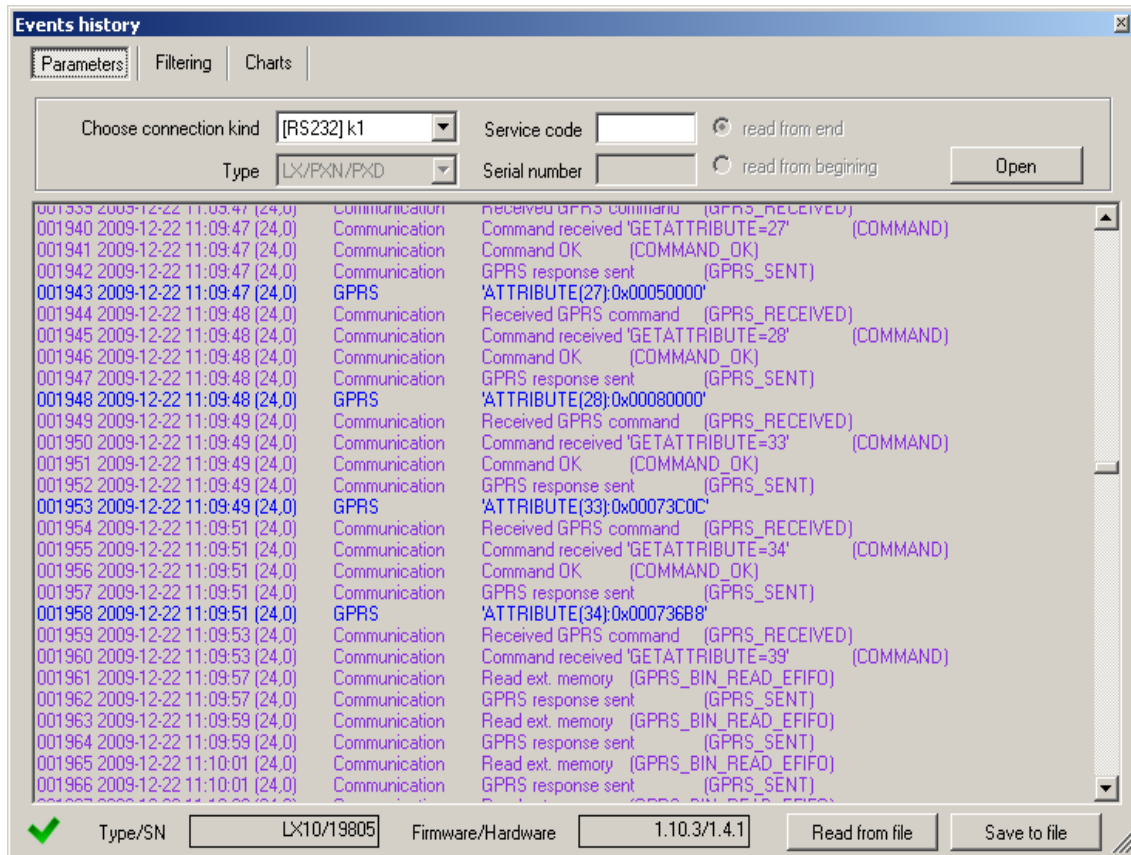 Events history
Parameters Filtering Charts
Choose connection kind [RS232] k1 Service code read from end
Type LX/PXN/PXD Serial number read from begining Open
001939 2009-12-22 11:09:47 (24,0) Communication Received GPRS command (GPRS_RECEIVED)
001940 2009-12-22 11:09:47 (24,0) Communication Command received 'GETATTRIBUTE=27' (COMMAND)
001941 2009-12-22 11:09:47 (24,0) Communication Command OK (COMMAND_OK)
001942 2009-12-22 11:09:47 (24,0) Communication GPRS response sent (GPRS_SENT)
001943 2009-12-22 11:09:47 (24,0) GPRS 'ATTRIBUTE(27):0x00050000'
001944 2009-12-22 11:09:48 (24,0) Communication Received GPRS command (GPRS_RECEIVED)
001945 2009-12-22 11:09:48 (24,0) Communication Command received 'GETATTRIBUTE=28' (COMMAND)
001946 2009-12-22 11:09:48 (24,0) Communication Command OK (COMMAND_OK)
001947 2009-12-22 11:09:48 (24,0) Communication GPRS response sent (GPRS_SENT)
001948 2009-12-22 11:09:48 (24,0) GPRS 'ATTRIBUTE(28):0x00080000'
001949 2009-12-22 11:09:49 (24,0) Communication Received GPRS command (GPRS_RECEIVED)
001950 2009-12-22 11:09:49 (24,0) Communication Command received 'GETATTRIBUTE=33' (COMMAND)
001951 2009-12-22 11:09:49 (24,0) Communication Command OK (COMMAND_OK)
001952 2009-12-22 11:09:49 (24,0) Communication GPRS response sent (GPRS_SENT)
001953 2009-12-22 11:09:49 (24,0) GPRS 'ATTRIBUTE(33):0x00073C0C'
001954 2009-12-22 11:09:51 (24,0) Communication Received GPRS command (GPRS_RECEIVED)
001955 2009-12-22 11:09:51 (24,0) Communication Command received 'GETATTRIBUTE=34' (COMMAND)
001956 2009-12-22 11:09:51 (24,0) Communication Command OK (COMMAND_OK)
001957 2009-12-22 11:09:51 (24,0) Communication GPRS response sent (GPRS_SENT)
001958 2009-12-22 11:09:51 (24,0) GPRS 'ATTRIBUTE(34):0x000736B8'
001959 2009-12-22 11:09:53 (24,0) Communication Received GPRS command (GPRS_RECEIVED)
001960 2009-12-22 11:09:53 (24,0) Communication Command received 'GETATTRIBUTE=39' (COMMAND)
001961 2009-12-22 11:09:57 (24,0) Communication Read ext. memory (GPRS_BIN_READ_EFIFO)
001962 2009-12-22 11:09:57 (24,0) Communication GPRS response sent (GPRS_SENT)
001963 2009-12-22 11:09:59 (24,0) Communication Read ext. memory (GPRS_BIN_READ_EFIFO)
001964 2009-12-22 11:09:59 (24,0) Communication GPRS response sent (GPRS_SENT)
001965 2009-12-22 11:10:01 (24,0) Communication Read ext. memory (GPRS_BIN_READ_EFIFO)
001966 2009-12-22 11:10:01 (24,0) Communication GPRS response sent (GPRS_SENT)
Type/SN LX10/19805 Firmware/Hardware 1.10.3/1.4.1 Read from file Save to file